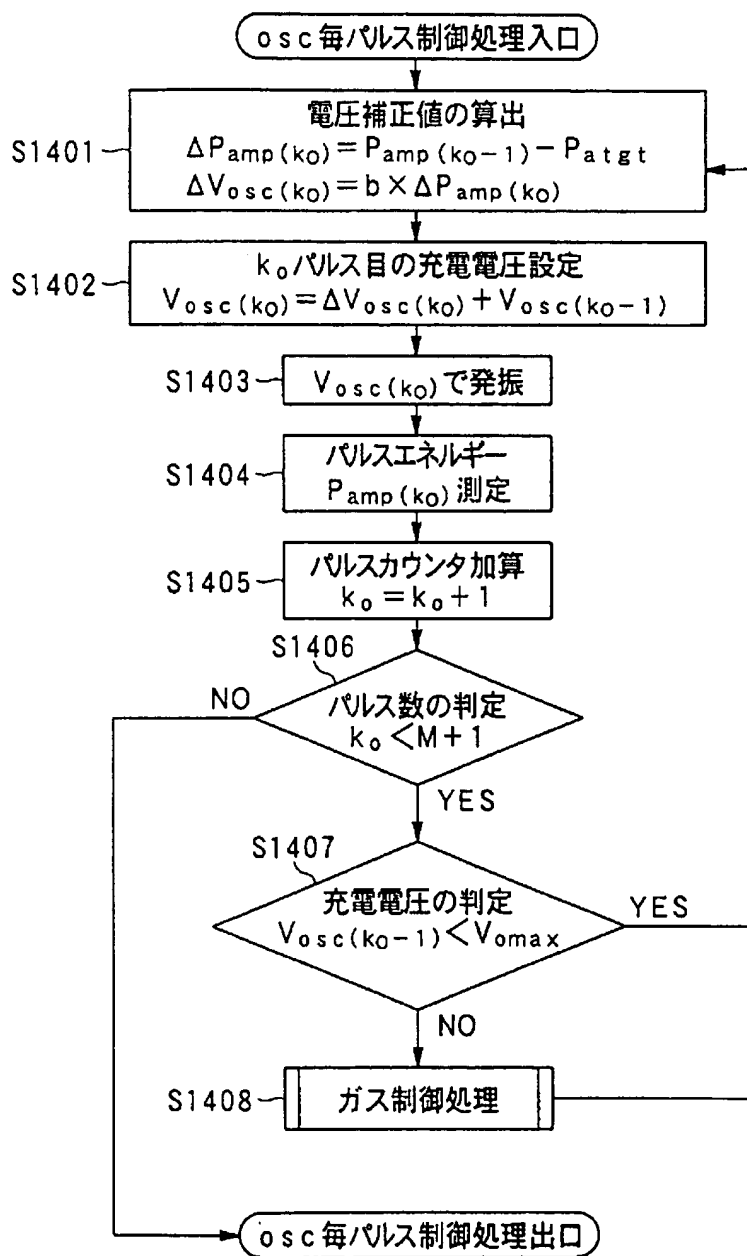 osc毎パルス制御処理入口
S1401
電圧補正値の算出
ΔPamp(ko)=Pamp(ko-1)-Patgt
ΔVosc(ko)=b×ΔPamp(ko)
S1402
koパルス目の充電電圧設定
Vosc(ko)=ΔVosc(ko)+Vosc(ko-1)
S1403
Vosc(ko)で発振
S1404
パルスエネルギー
Pamp(ko)測定
S1405
パルスカウンタ加算
ko=ko+1
S1406
NO
パルス数の判定
ko<M+1
YES
S1407
充電電圧の判定
Vosc(ko-1)<Vomax
YES
NO
S1408
ガス制御処理
osc毎パルス制御処理出口